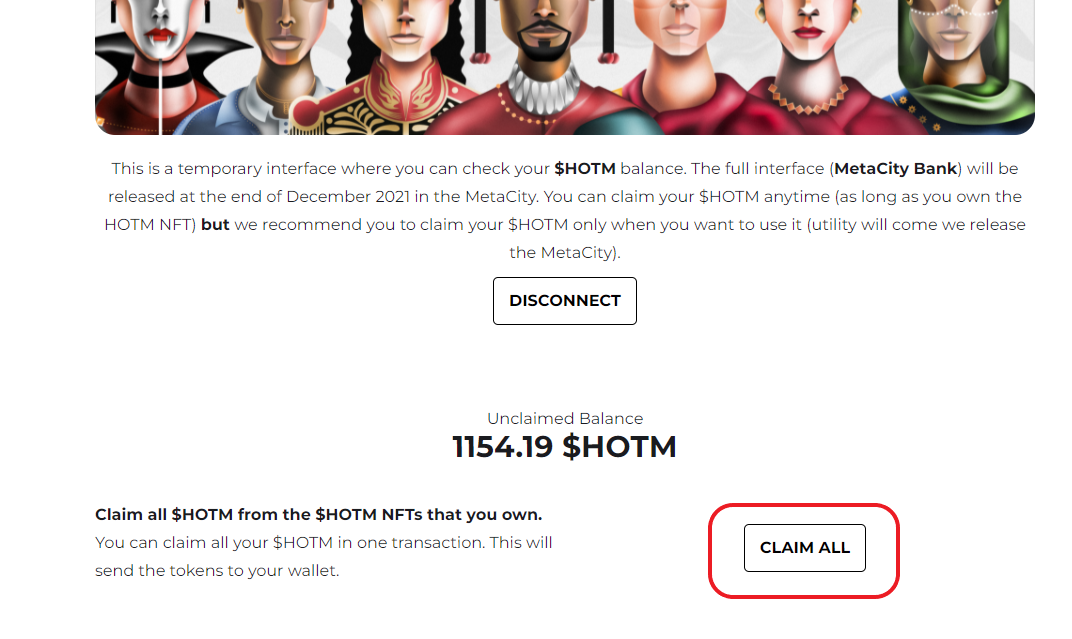 This is a temporary interface where you can check your $HOTM balance. The full interface (MetaCity Bank) will be
released at the end of December 2021 in the MetaCity. You can claim your $HOTM anytime (as long as you own the
HOTM NFT) but we recommend you to claim your $HOTM only when you want to use it (utility will come we release
the MetaCity).
DISCONNECT
Unclaimed Balance
1154.19 $HOTM
Claim all $HOTM from the $HOTM NFTs that you own.
You can claim all your $HOTM in one transaction. This will
send the tokens to your wallet.
CLAIM ALL